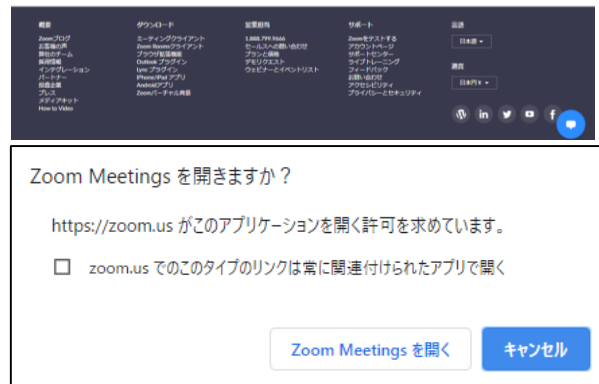 概要
Zoomブログ
お客様の声
弊社のチーム
採用情報
インテグレーション
パートナー
投資企業
プレス
メディアキット
How to Video
ダウンロード
ミーティングクライアント
Zoom Roomsクライアント
ブラウザ拡張機能
Outlook プラグイン
Lync プラグイン
iPhone/iPad アプリ
Androidアプリ
Zoomバーチャル背景
営業担当
1.888.799.9666
セールスへの問い合わせ
プランと価格
デモリクエスト
ウェビナーとイベントリスト
サポート
Zoomをテストする
アカウントページ
サポートセンター
ライブトレーニング
フィードバック
お問い合わせ
アクセシビリティ
プライバシーとセキュリティ
言語
日本語
通貨
日本円 ¥
Zoom Meetings を開きますか？
https://zoom.us がこのアプリケーションを開く許可を求めています。
zoom.us でのこのタイプのリンクは常に関連付けられたアプリで開く
Zoom Meetings を開く
キャンセル